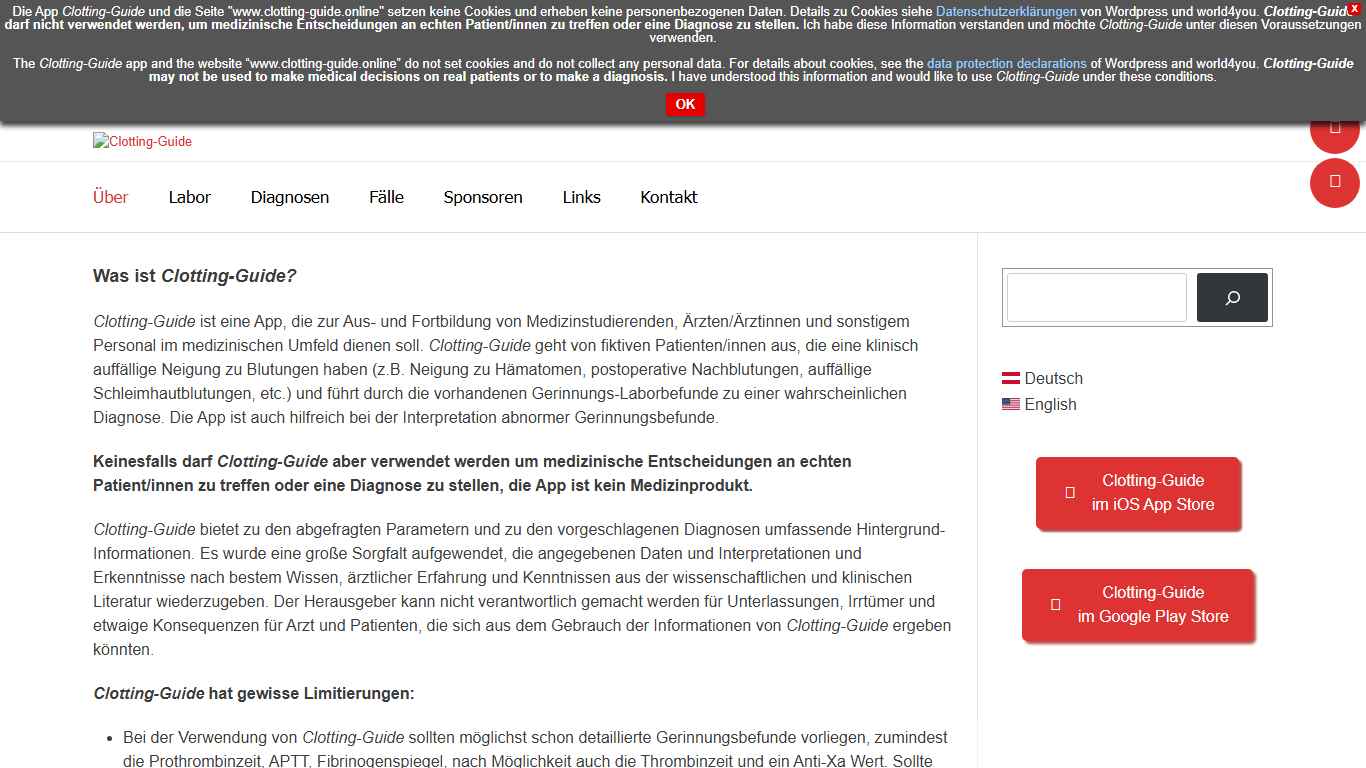 Die App Clotting-Guide und die Seite "www.clotting-guide.online" setzen keine Cookies und erheben keine personenbezogenen Daten. Details zu Cookies siehe Datenschutzerklärungen von Wordpress und world4you. Clotting-Guide
darf nicht verwendet werden, um medizinische Entscheidungen an echten Patient/innen zu treffen oder eine Diagnose zu stellen. Ich habe diese Information verstanden und möchte Clotting-Guide unter diesen Voraussetzungen
verwenden.
x
The Clotting-Guide app and the website "www.clotting-guide.online" do not set cookies and do not collect any personal data. For details about cookies, see the data protection declarations of Wordpress and world4you. Clotting-Guide
may not be used to make medical decisions on real patients or to make a diagnosis. I have understood this information and would like to use Clotting-Guide under these conditions.
OK
Clotting-Guide
Über Labor Diagnosen Fälle Sponsoren Links Kontakt
Was ist Clotting-Guide?
Clotting-Guide ist eine App, die zur Aus- und Fortbildung von Medizinstudierenden, Ärzten/Ärztinnen und sonstigem
Personal im medizinischen Umfeld dienen soll. Clotting-Guide geht von fiktiven Patienten/innen aus, die eine klinisch
auffällige Neigung zu Blutungen haben (z.B. Neigung zu Hämatomen, postoperative Nachblutungen, auffällige
Schleimhautblutungen, etc.) und führt durch die vorhandenen Gerinnungs-Laborbefunde zu einer wahrscheinlichen
Diagnose. Die App ist auch hilfreich bei der Interpretation abnormer Gerinnungsbefunde.
Keinesfalls darf Clotting-Guide aber verwendet werden um medizinische Entscheidungen an echten
Patient/innen zu treffen oder eine Diagnose zu stellen, die App ist kein Medizinprodukt.
Clotting-Guide bietet zu den abgefragten Parametern und zu den vorgeschlagenen Diagnosen umfassende Hintergrund-
Informationen. Es wurde eine große Sorgfalt aufgewendet, die angegebenen Daten und Interpretationen und
Erkenntnisse nach bestem Wissen, ärztlicher Erfahrung und Kenntnissen aus der wissenschaftlichen und klinischen
Literatur wiederzugeben. Der Herausgeber kann nicht verantwortlich gemacht werden für Unterlassungen, Irrtümer und
etwaige Konsequenzen für Arzt und Patienten, die sich aus dem Gebrauch der Informationen von Clotting-Guide ergeben
könnten.
Clotting-Guide hat gewisse Limitierungen:
• Bei der Verwendung von Clotting-Guide sollten möglichst schon detaillierte Gerinnungsbefunde vorliegen, zumindest
die Prothrombinzeit, APTT, Fibrinogenspiegel, nach Möglichkeit auch die Thrombinzeit und ein Anti-Xa Wert. Sollte
Deutsch
English
Clotting-Guide
im iOS App Store
Clotting-Guide
im Google Play Store